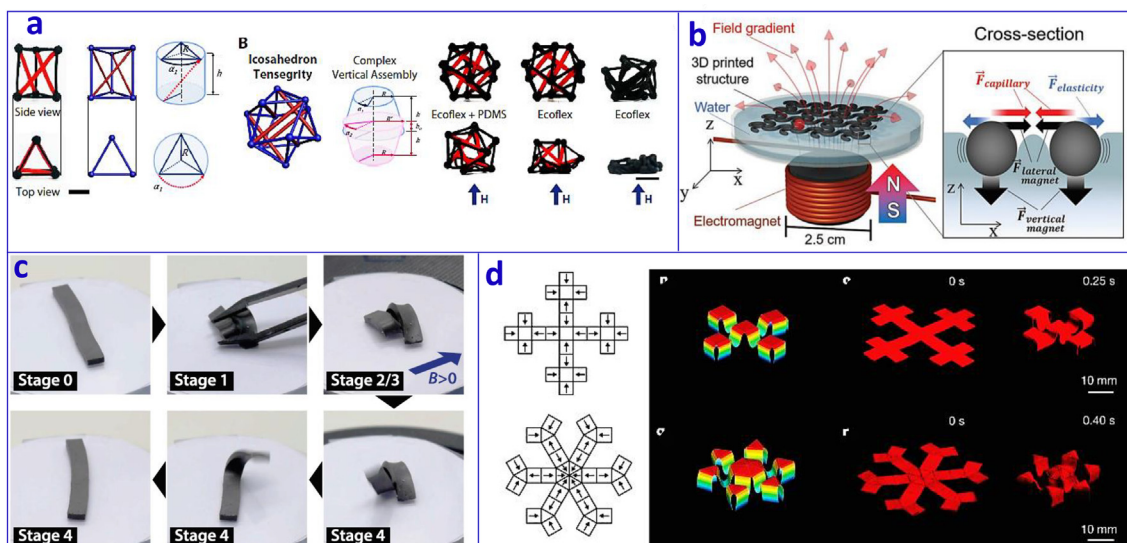 a
Side view
Top view
R
α₁
h
R
α₁
B
Icosahedron
Tensegrity
Complex
Vertical Assembly
R
R'
R
h
h
Ecoflex + PDMS
Ecoflex
Ecoflex
H
H
H
b
Field gradient
3D printed
structure
Water
z
x
y
Electromagnet
2.5 cm
N
S
Cross-section
F capillary
F elasticity
F lateral
magnet
F vertical
magnet
z
x
c
Stage 0
Stage 1
Stage 2/3
B>0
Stage 4
Stage 4
Stage 4
d
0 s
0.25 s
10 mm
0 s
0.40 s
10 mm